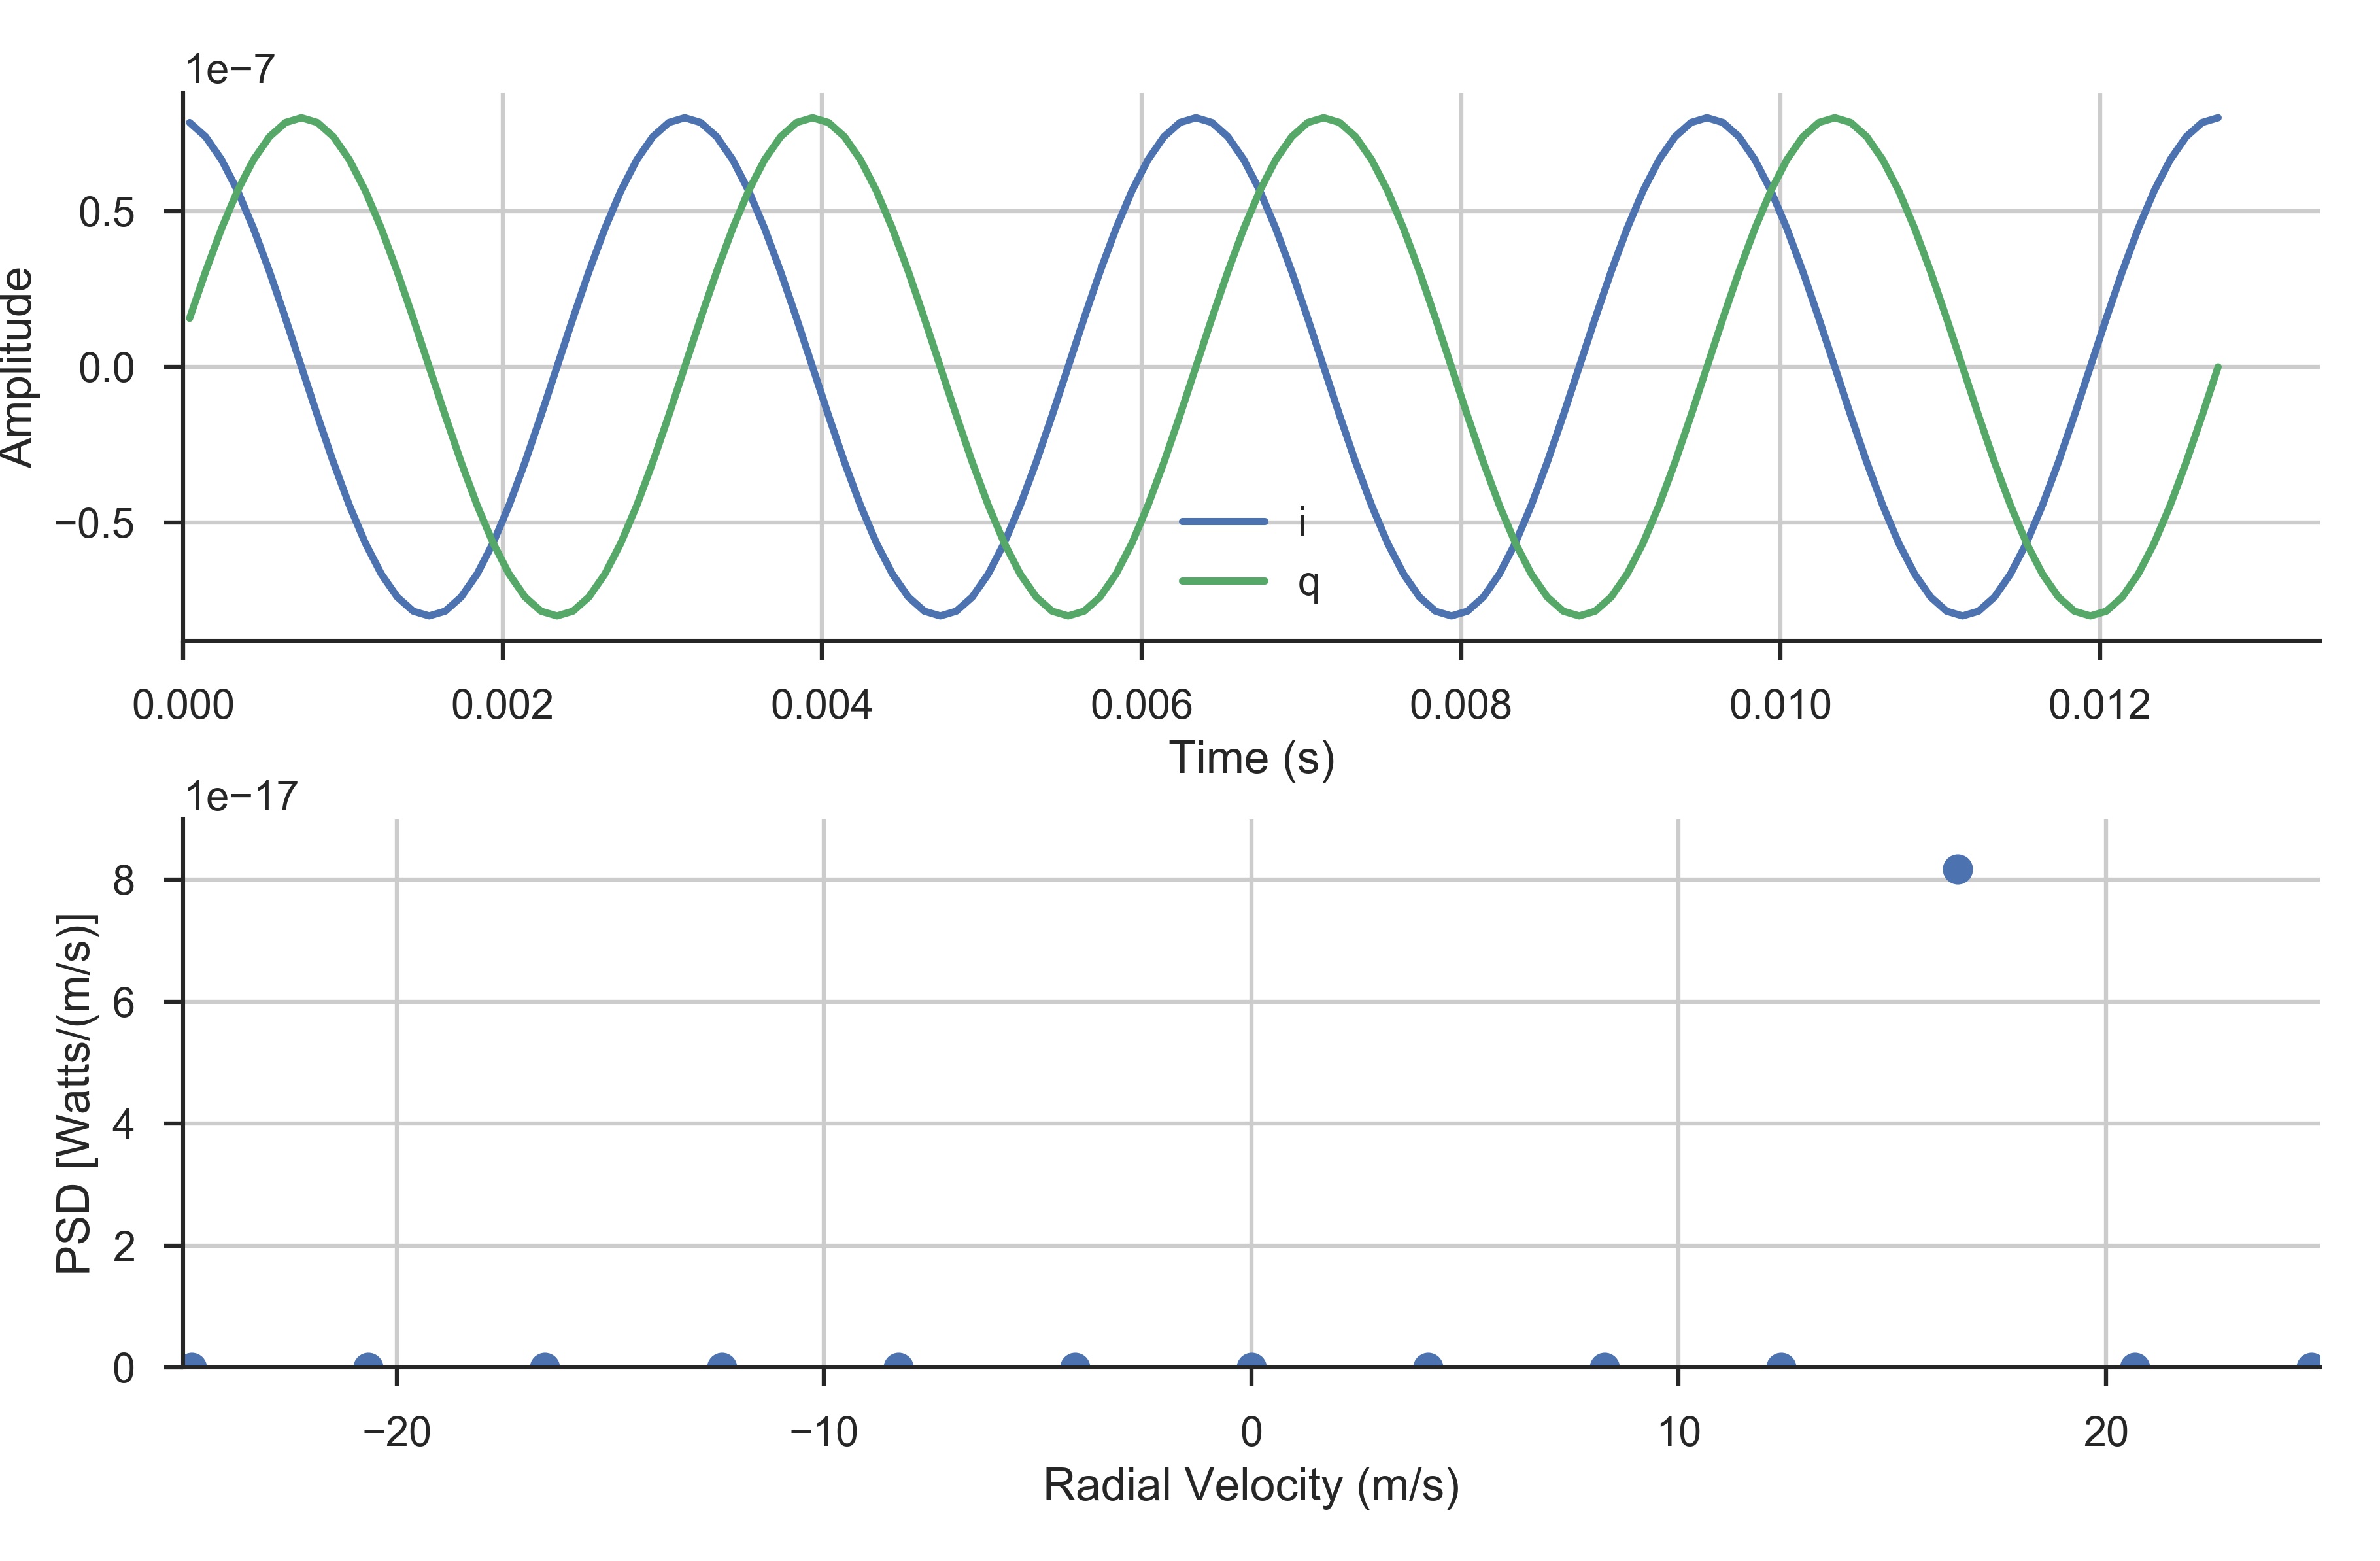 1e−7
Amplitude
0.5
0.0
−0.5
i
q
0.000 0.002 0.004 0.006 0.008 0.010 0.012
Time (s)
1e−17
PSD [Watts/(m/s)]
8
6
4
2
0
−20 −10 0 10 20
Radial Velocity (m/s)